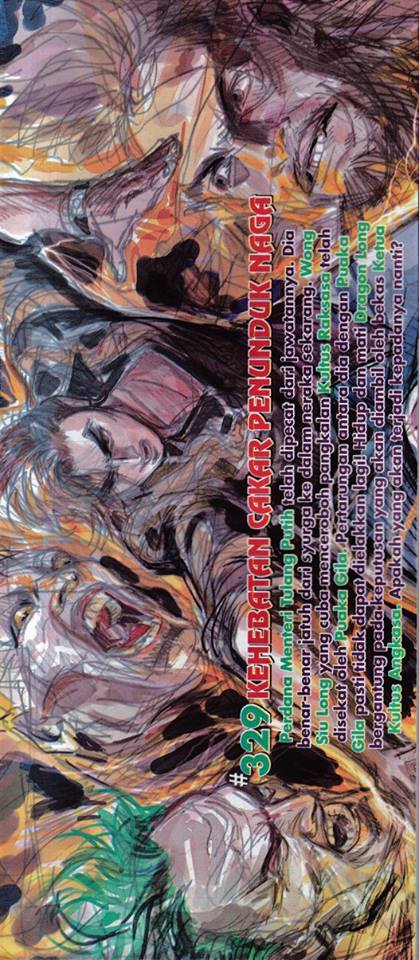 #329 KEHEBATAN CAKAR PENUNDUK NAGA
Perdana Menteri Tulang Putih telah dipecat dari jawatannya. Dia
benar-benar jatuh dari syurga ke dalam neraka sekarang. Wong
Siu Long yang cuba merempuh pangkalan Kultus Raksasa telah
disekat oleh Puaka Gila. Pertarungan antara dia dengan Puaka
Gila pasti tidak dapat dielakkan lagi. Hidup dan mati Dragon Long
bergantung pada keputusan yang akan diambil oleh bekas Ketua
Kultus Angkasa. Apakah yang akan terjadi kepadanya nanti?